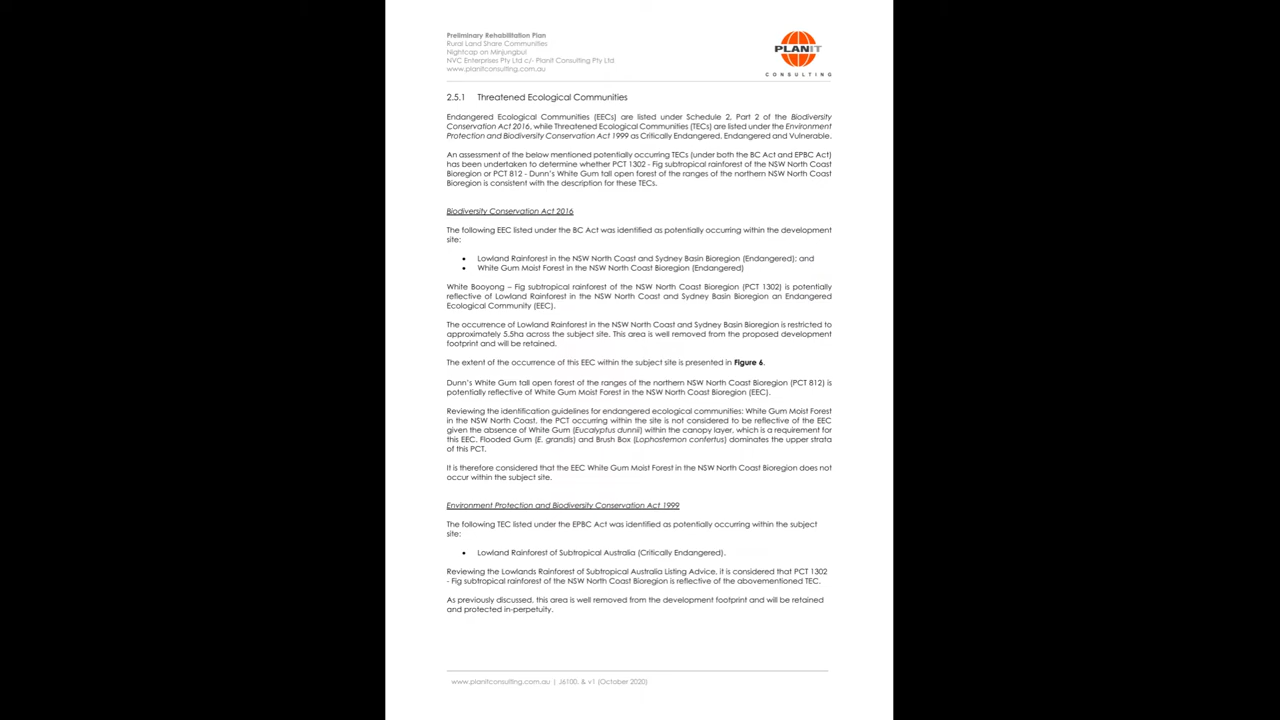 Preliminary Rehabilitation Plan
Rural Land Share Communities
Nightcap on Minjungbul
NVC Enterprises Pty Ltd c/- Planit Consulting Pty Ltd
www.planitconsulting.com.au
PLANIT
CONSULTING
2.5.1 Threatened Ecological Communities
Endangered Ecological Communities (EECs) are listed under Schedule 2, Part 2 of the Biodiversity
Conservation Act 2016, while Threatened Ecological Communities (TECs) are listed under the Environment
Protection and Biodiversity Conservation Act 1999 as Critically Endangered, Endangered and Vulnerable.
An assessment of the below mentioned potentially occurring TECs (under both the BC Act and EPBC Act)
has been undertaken to determine whether PCT 1302 - Fig subtropical rainforest of the NSW North Coast
Bioregion or PCT 812 - Dunn's White Gum tall open forest of the ranges of the northern NSW North Coast
Bioregion is consistent with the description for these TECs.
Biodiversity Conservation Act 2016
The following EEC listed under the BC Act was identified as potentially occurring within the development
site:
• Lowland Rainforest in the NSW North Coast and Sydney Basin Bioregion (Endangered); and
• White Gum Moist Forest in the NSW North Coast Bioregion (Endangered)
White Booyong – Fig subtropical rainforest of the NSW North Coast Bioregion (PCT 1302) is potentially
reflective of Lowland Rainforest in the NSW North Coast and Sydney Basin Bioregion an Endangered
Ecological Community (EEC).
The occurrence of Lowland Rainforest in the NSW North Coast and Sydney Basin Bioregion is restricted to
approximately 5.5ha across the subject site. This area is well removed from the proposed development
footprint and will be retained.
The extent of the occurrence of this EEC within the subject site is presented in Figure 6.
Dunn's White Gum tall open forest of the ranges of the northern NSW North Coast Bioregion (PCT 812) is
potentially reflective of White Gum Moist Forest in the NSW North Coast Bioregion (EEC).
Reviewing the identification guidelines for endangered ecological communities: White Gum Moist Forest
in the NSW North Coast, the PCT occurring within the site is not considered to be reflective of the EEC
given the absence of White Gum (Eucalyptus dunnii) within the canopy layer, which is a requirement for
this EEC. Flooded Gum (E. grandis) and Brush Box (Lophostemon confertus) dominates the upper strata
of this PCT.
It is therefore considered that the EEC White Gum Moist Forest in the NSW North Coast Bioregion does not
occur within the subject site.
Environment Protection and Biodiversity Conservation Act 1999
The following TEC listed under the EPBC Act was identified as potentially occurring within the subject
site:
• Lowland Rainforest of Subtropical Australia (Critically Endangered).
Reviewing the Lowlands Rainforest of Subtropical Australia Listing Advice, it is considered that PCT 1302
- Fig subtropical rainforest of the NSW North Coast Bioregion is reflective of the abovementioned TEC.
As previously discussed, this area is well removed from the development footprint and will be retained
and protected in-perpetuity.
www.planitconsulting.com.au | J6100. & v1 (October 2020)